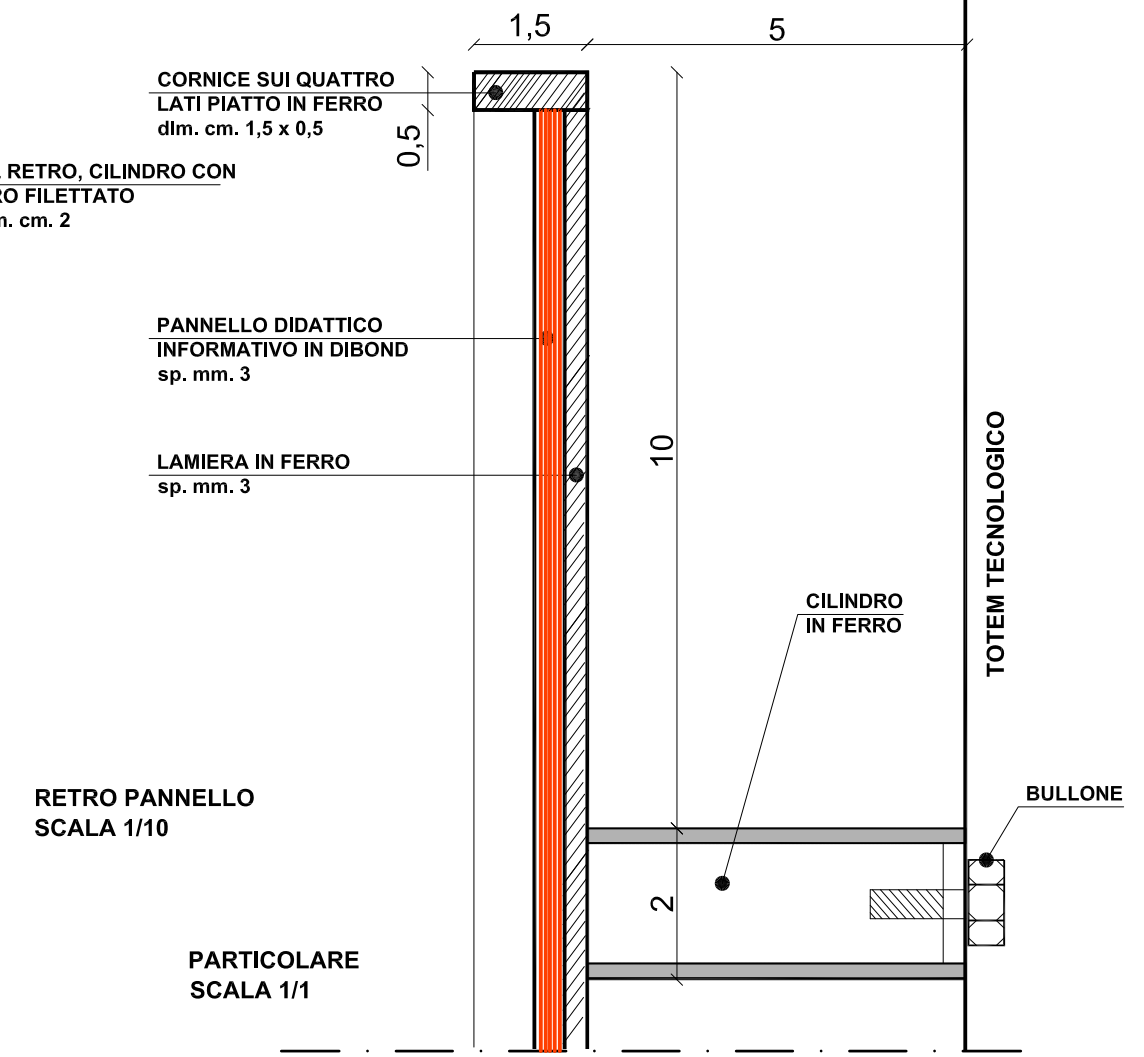 1,5
5
CORNICE SUI QUATTRO
LATI PIATTO IN FERRO
dIm. cm. 1,5 x 0,5
0,5
RETRO, CILINDRO CON
FILETTATO
cm. 2
PANNELLO DIDATTICO
INFORMATIVO IN DIBOND
sp. mm. 3
10
LAMIERA IN FERRO
sp. mm. 3
TOTEM TECNOLOGICO
CILINDRO
IN FERRO
RETRO PANNELLO
SCALA 1/10
BULLONE
2
PARTICOLARE
SCALA 1/1